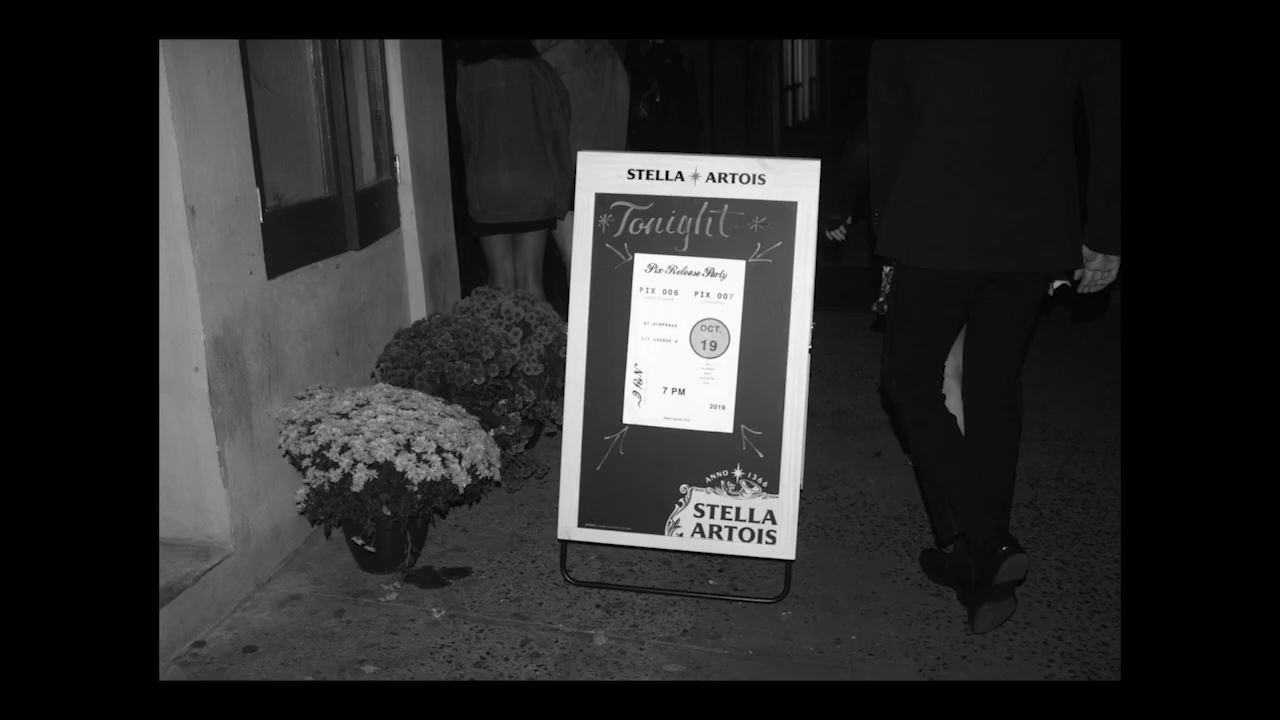 STELLA ARTOIS
Tonight
Pix Release Party
PIX 006 PIX 007
OCT.
19
7 PM
2019
ANNO 1366
STELLA
ARTOIS